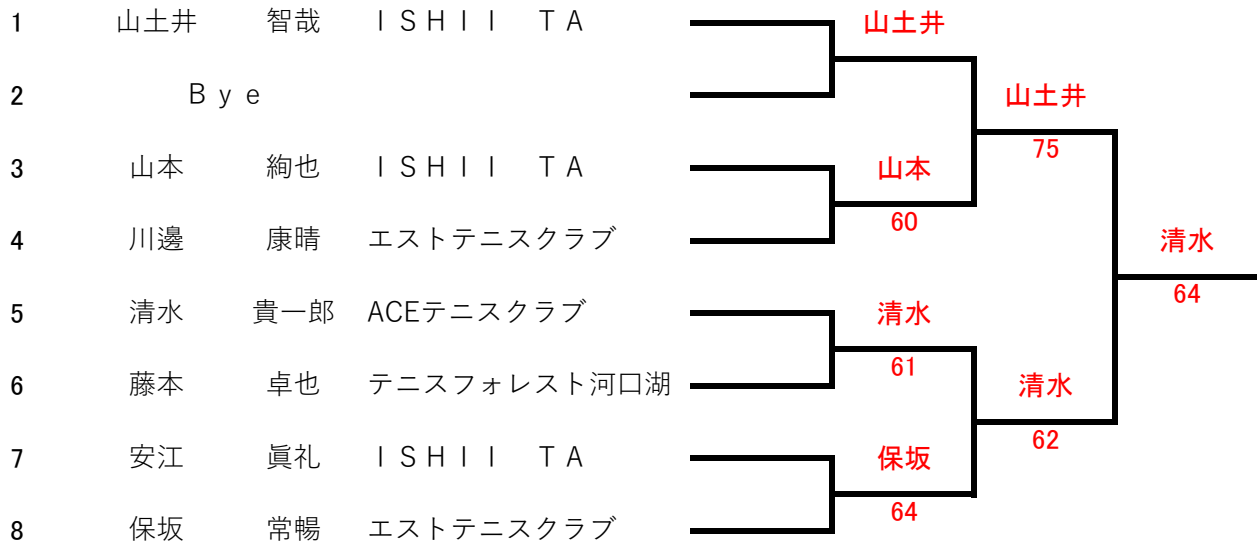 1 山土井 智哉 ＩＳＨＩＩ ＴＡ 山土井
2 Ｂｙｅ 山土井
75
3 山本 絢也 ＩＳＨＩＩ ＴＡ 山本
60
4 川邊 康晴 エストテニスクラブ 清水
64
5 清水 貴一郎 ACEテニスクラブ 清水
61
6 藤本 卓也 テニスフォレスト河口湖 清水
62
7 安江 眞礼 ＩＳＨＩＩ ＴＡ 保坂
64
8 保坂 常暢 エストテニスクラブ